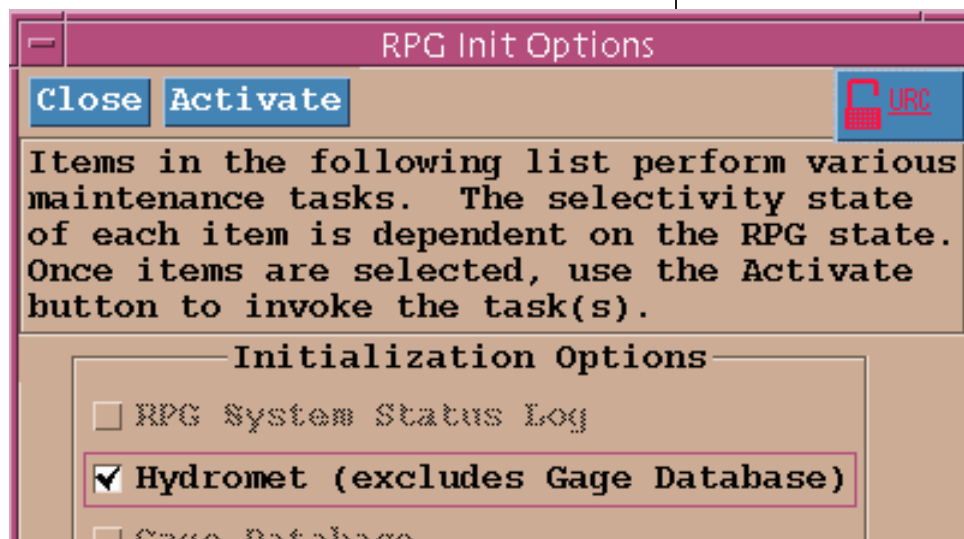 RPG Init Options
Close Activate URC
Items in the following list perform various
maintenance tasks. The selectivity state
of each item is dependent on the RPG state.
Once items are selected, use the Activate
button to invoke the task(s).
Initialization Options
RPG System Status Log
Hydromet (excludes Gage Database)
Gage Database